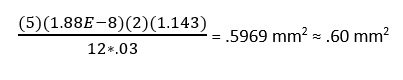 (5)(1.88E−8)(2)(1.143)
12*.03
= .5969 mm² ≈ .60 mm²